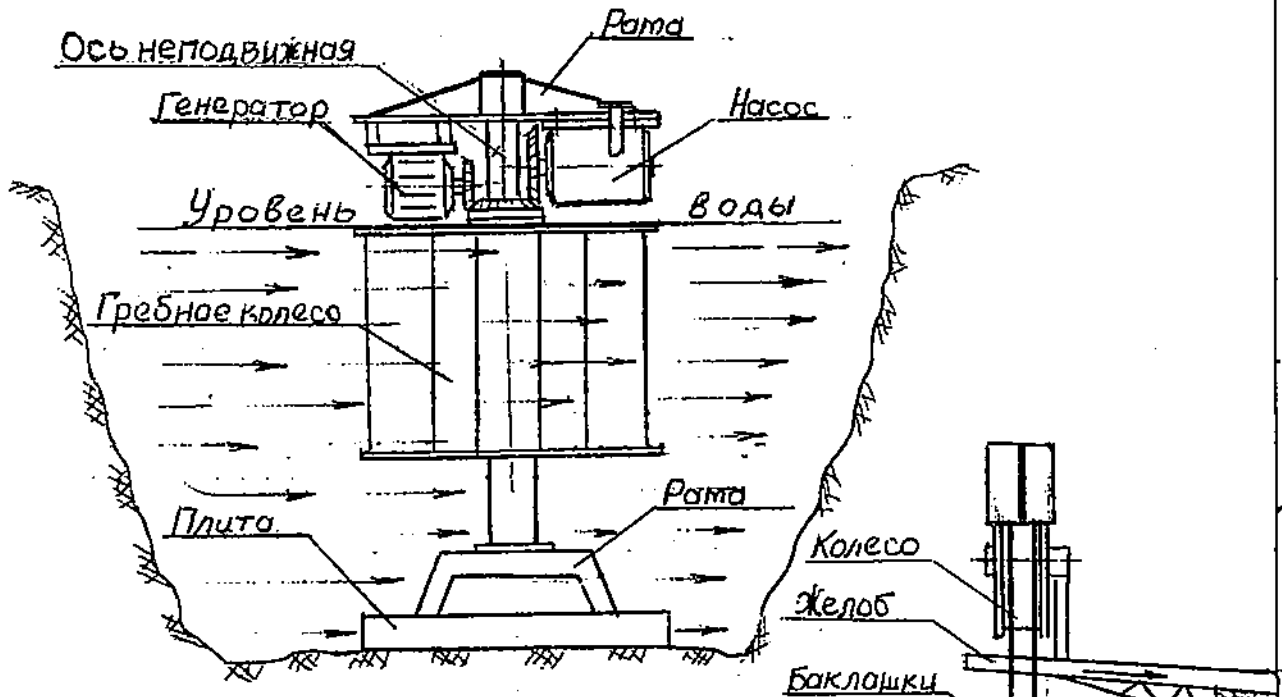 Рама
Ось неподвижная
Генератор
Насос
Уровень воды
Гребное колесо
Рама
Плита
Колесо
Желоб
Баклашки